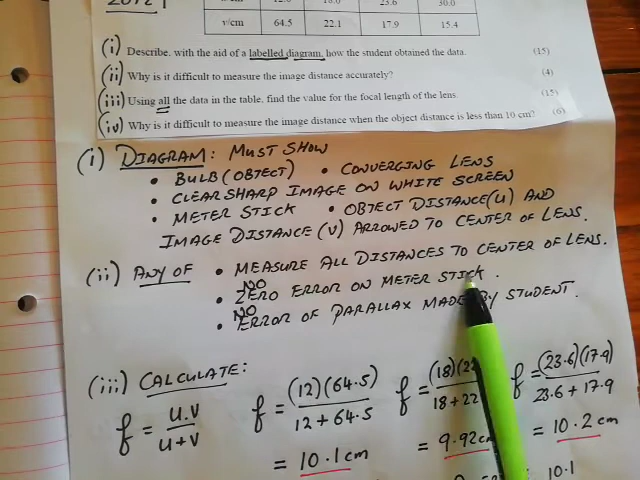 2012
23.6 30.0
v/cm 64.5 22.1 17.9 15.4
(i) Describe, with the aid of a labelled diagram, how the student obtained the data. (15)
(ii) Why is it difficult to measure the image distance accurately? (4)
(iii) Using all the data in the table, find the value for the focal length of the lens. (15)
(iv) Why is it difficult to measure the image distance when the object distance is less than 10 cm? (6)
(i) DIAGRAM: MUST SHOW
• BULB (OBJECT) • CONVERGING LENS
• CLEAR SHARP IMAGE ON WHITE SCREEN
• METER STICK • OBJECT DISTANCE (U) AND
IMAGE DISTANCE (V) ARROWED TO CENTER OF LENS.
(ii) ANY OF • MEASURE ALL DISTANCES TO CENTER OF LENS.
• NO ZERO ERROR ON METER STICK.
• NO ERROR OF PARALLAX MADE BY STUDENT.
(iii) CALCULATE:
f = U.V / U+V f = (12)(64.5) / 12 + 64.5 f = (18)(22 / 18 + 22 f = (23.6)(17.9) / 23.6 + 17.9
= 10.1 cm = 9.92 cm = 10.2 cm
10.1